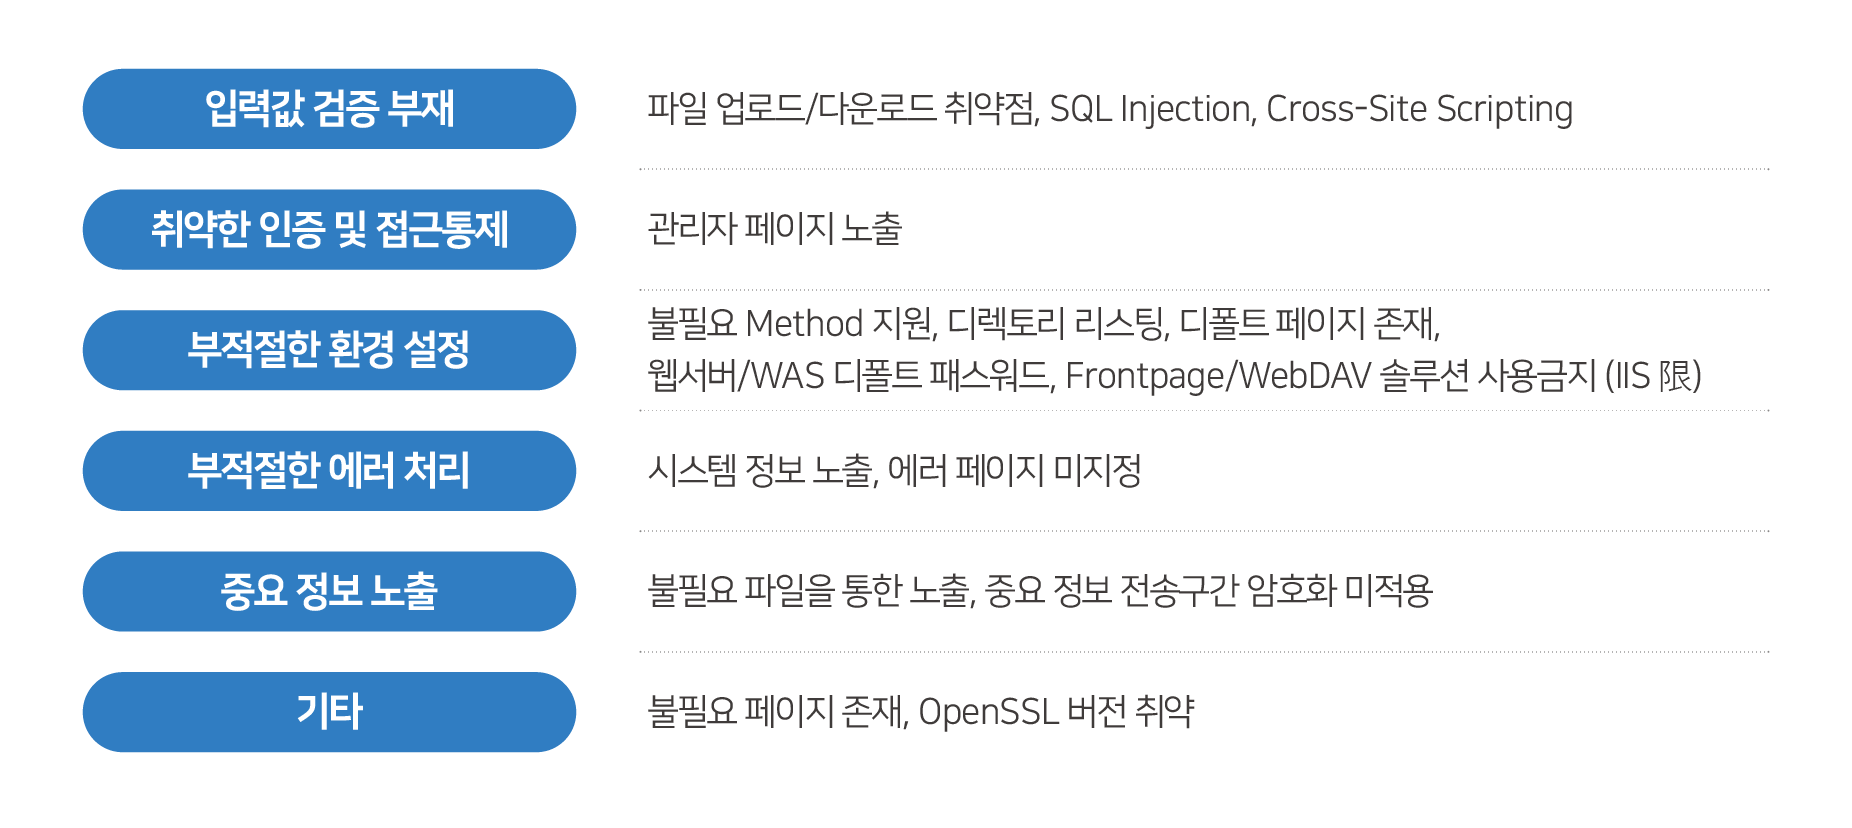 입력값 검증 부재
파일 업로드/다운로드 취약점, SQL Injection, Cross-Site Scripting
취약한 인증 및 접근통제
관리자 페이지 노출
부적절한 환경 설정
불필요 Method 지원, 디렉토리 리스팅, 디폴트 페이지 존재,
웹서버/WAS 디폴트 패스워드, Frontpage/WebDAV 솔루션 사용금지 (IIS 限)
부적절한 에러 처리
시스템 정보 노출, 에러 페이지 미지정
중요 정보 노출
불필요 파일을 통한 노출, 중요 정보 전송구간 암호화 미적용
기타
불필요 페이지 존재, OpenSSL 버전 취약